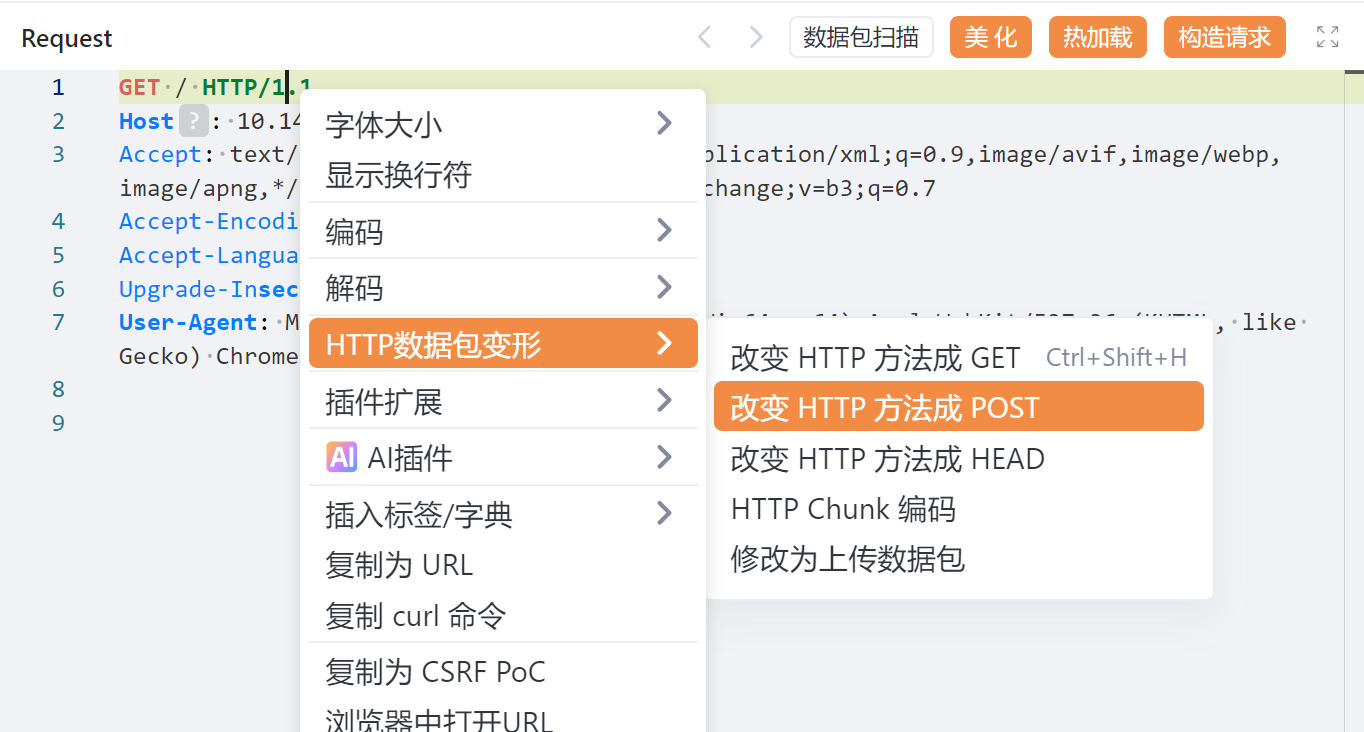 Request
数据包扫描 美 化 热加载 构造请求
1 GET / HTTP/1.1
2 Host ? : 10.14
3 Accept: text/ plication/xml;q=0.9,image/avif,image/webp,
image/apng,*/ change;v=b3;q=0.7
4 Accept-Encodi
5 Accept-Langua
6 Upgrade-Insec
7 User-Agent: M , like
Gecko) Chrome
8
9
字体大小
显示换行符
编码
解码
HTTP数据包变形
插件扩展
AI AI插件
插入标签/字典
复制为 URL
复制 curl 命令
复制为 CSRF PoC
浏览器中打开URL
改变 HTTP 方法成 GET Ctrl+Shift+H
改变 HTTP 方法成 POST
改变 HTTP 方法成 HEAD
HTTP Chunk 编码
修改为上传数据包